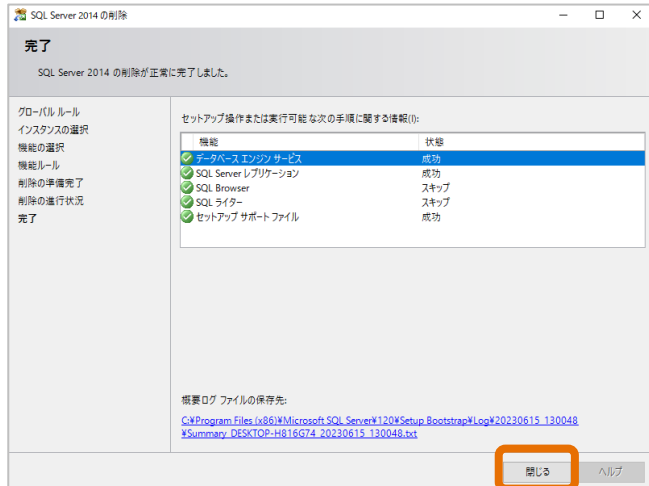 SQL Server 2014 の削除
完了
SQL Server 2014 の削除が正常に完了しました。
グローバル ルール
インスタンスの選択
機能の選択
機能ルール
削除の準備完了
削除の進行状況
完了
セットアップ操作または実行可能な次の手順に関する情報(I):
機能 状態
データベース エンジン サービス 成功
SQL Server レプリケーション 成功
SQL Browser スキップ
SQL ライター スキップ
セットアップ サポート ファイル 成功
概要ログ ファイルの保存先:
C:¥Program Files (x86)¥Microsoft SQL Server¥120¥Setup Bootstrap¥Log¥20230615_130048
¥Summary_DESKTOP-H816G74_20230615_130048.txt
閉じる ヘルプ